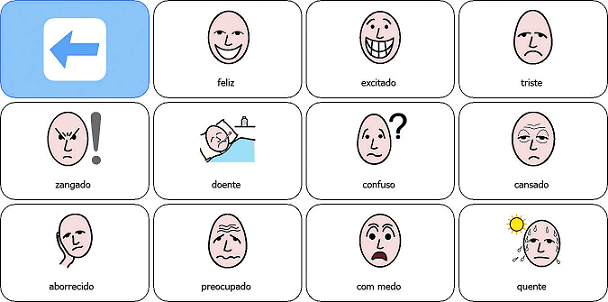 feliz
excitado
triste
zangado
doente
confuso
cansado
aborrecido
preocupado
com medo
quente